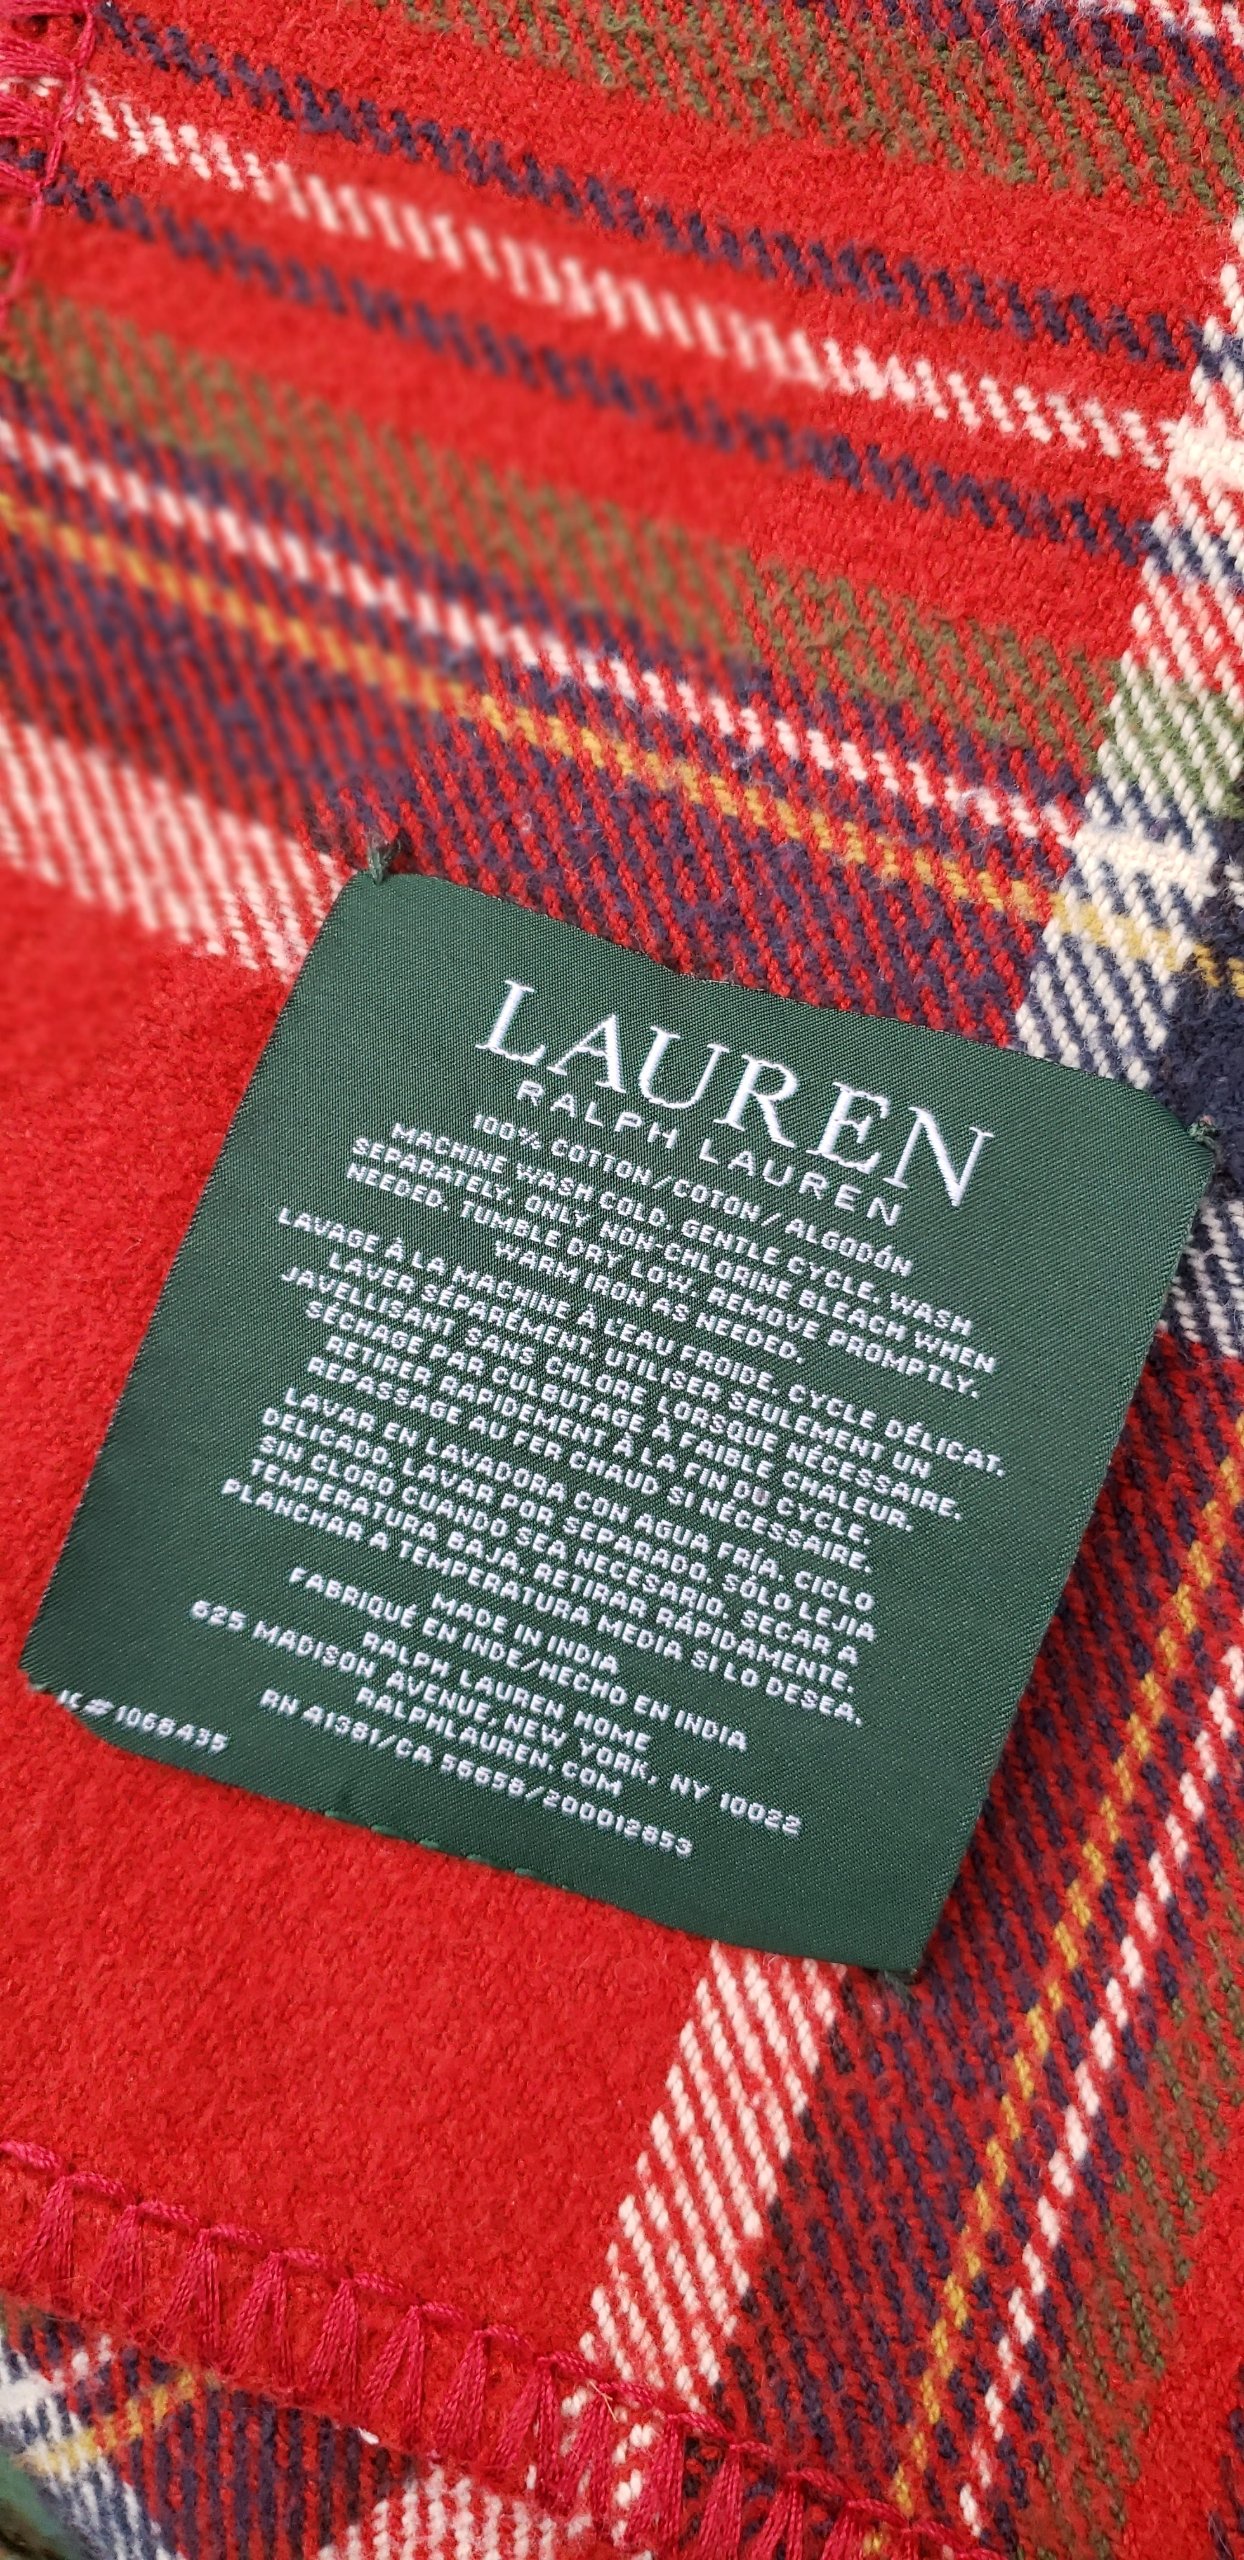 LAUREN
RALPH LAUREN
100% COTTON/COTON/ALGODÓN
MACHINE WASH COLD, GENTLE CYCLE, WASH
SEPARATELY, ONLY NON-CHLORINE BLEACH WHEN
NEEDED, TUMBLE DRY LOW, REMOVE PROMPTLY.
WARM IRON AS NEEDED.
LAVAGE À LA MACHINE À L'EAU FROIDE, CYCLE DÉLICAT.
LAVER SÉPARÉMENT, UTILISER SEULEMENT UN
JAVELLISANT SANS CHLORE LORSQUE NÉCESSAIRE.
SÉCHAGE PAR CULBUTAGE À FAIBLE CHALEUR.
RETIRER RAPIDEMENT À LA FIN DU CYCLE.
REPASSAGE AU FER CHAUD SI NÉCESSAIRE.
LAVAR EN LAVADORA CON AGUA FRÍA, CICLO
DELICADO, LAVAR POR SEPARADO, SÓLO LEJIA
SIN CLORO CUANDO SEA NECESARIO, SECAR A
TEMPERATURA BAJA, RETIRAR RÁPIDAMENTE.
PLANCHAR A TEMPERATURA MEDIA SI LO DESEA.
MADE IN INDIA
FABRIQUÉ EN INDE/HECHO EN INDIA
RALPH LAUREN HOME
625 MADISON AVENUE, NEW YORK, NY 10022
RALPHLAUREN.COM
RN A1381/CA 56658/200012853
K#1068435